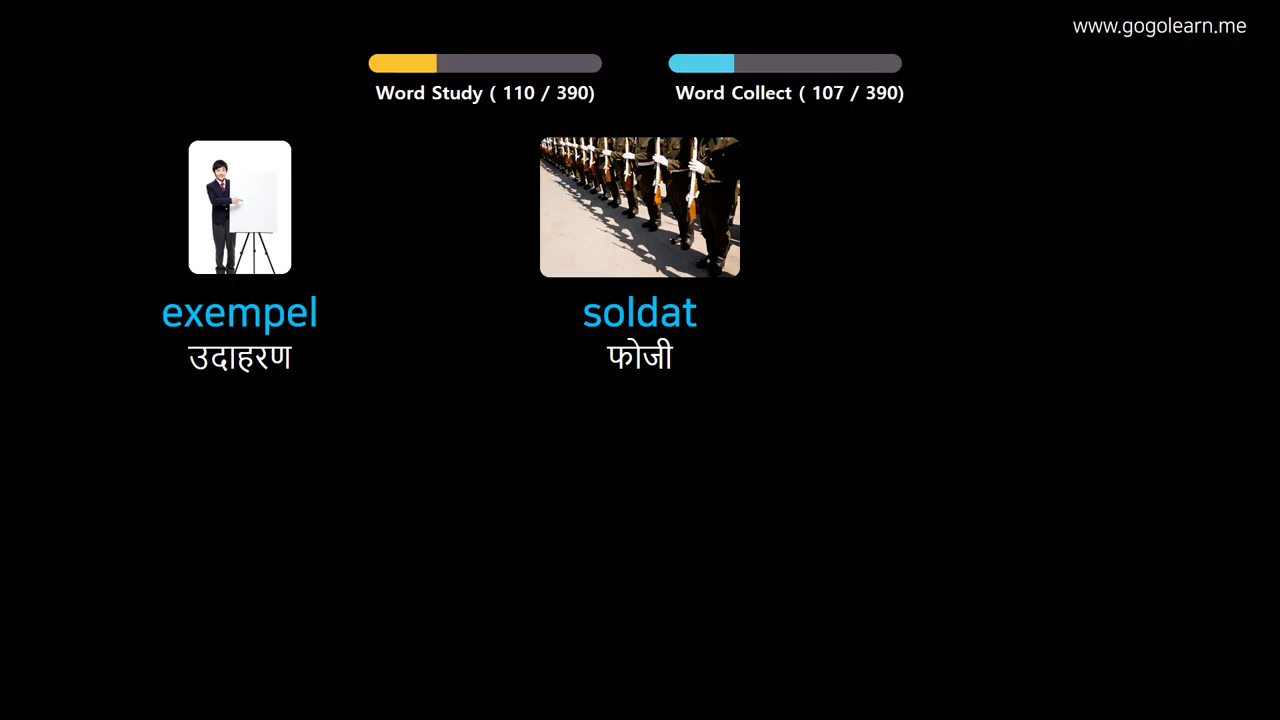 www.gogolearn.me
Word Study ( 110 / 390)
Word Collect ( 107 / 390)
exempel
उदाहरण
soldat
फोजी